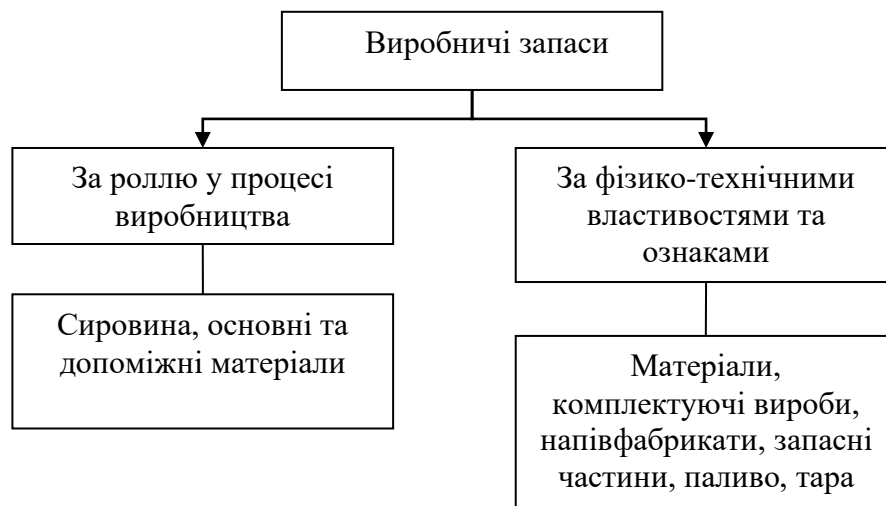 Виробничі запаси
За роллю у процесі
виробництва
За фізико-технічними
властивостями та
ознаками
Сировина, основні та
допоміжні матеріали
Матеріали,
комплектуючі вироби,
напівфабрикати, запасні
частини, паливо, тара